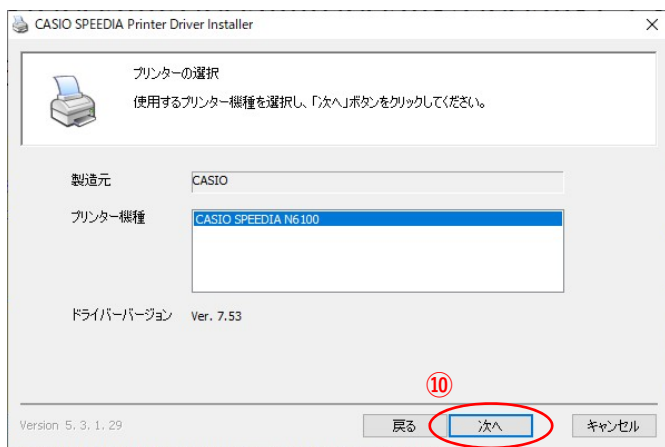 CASIO SPEEDIA Printer Driver Installer
プリンターの選択
使用するプリンター機種を選択し、「次へ」ボタンをクリックしてください。
製造元 CASIO
プリンター機種 CASIO SPEEDIA N6100
ドライバーバージョン Ver. 7.53
⑩
Version 5. 3. 1. 29 戻る 次へ キャンセル